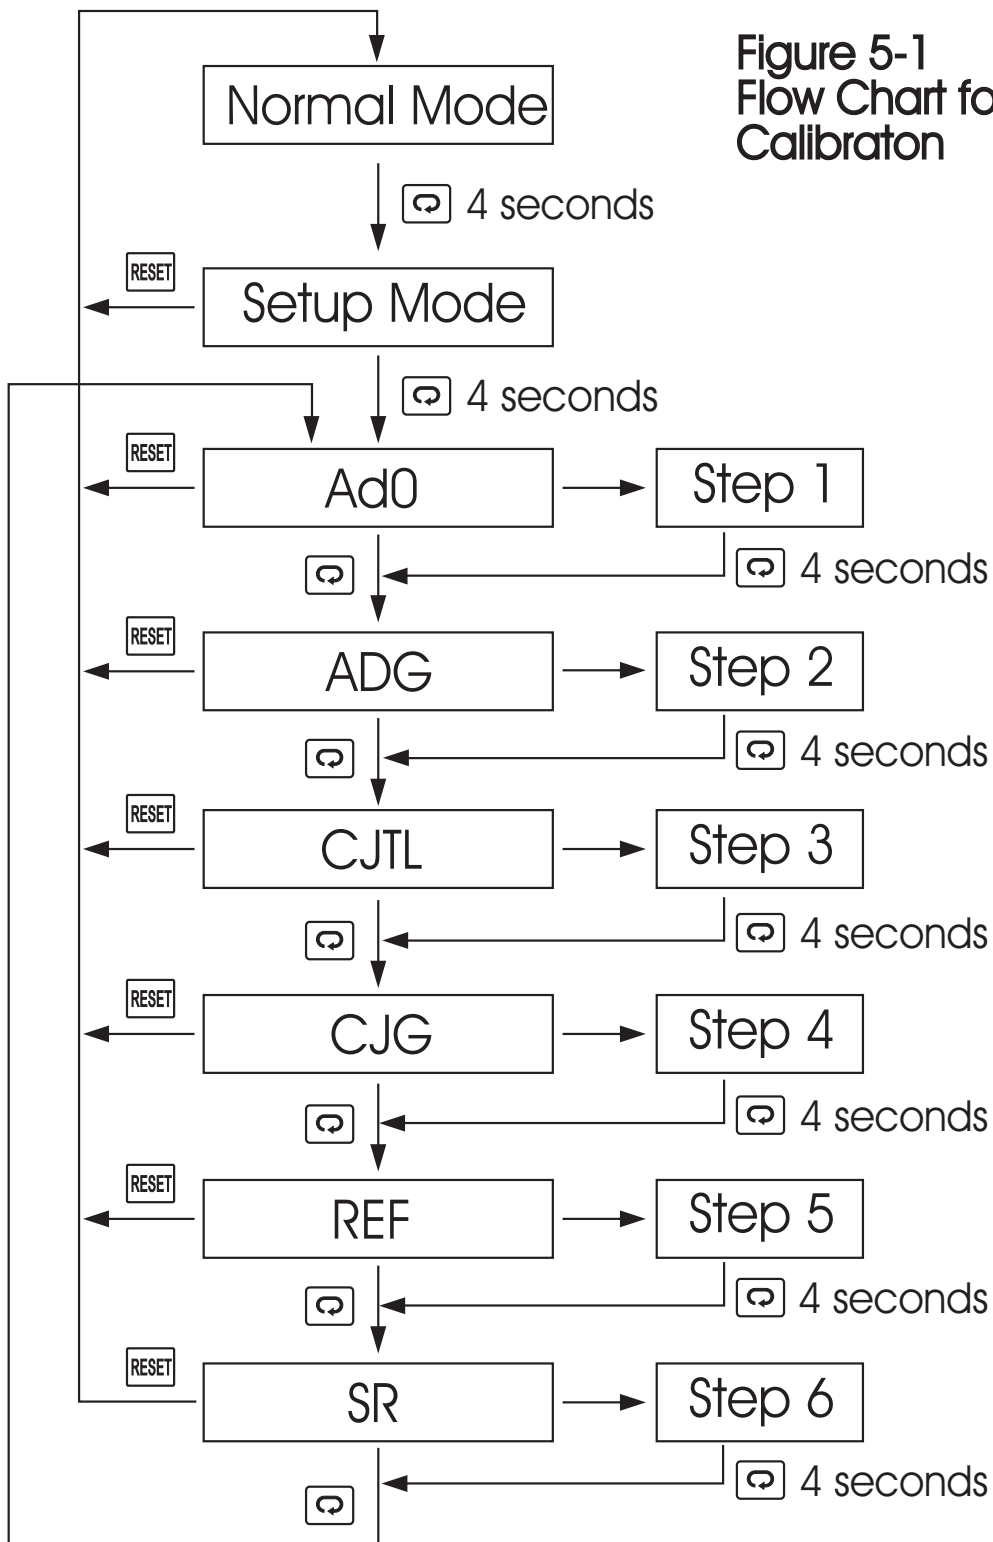 Figure 5-1
Flow Chart fo
Calibraton
Normal Mode
4 seconds
RESET
Setup Mode
4 seconds
RESET
Ad0
Step 1
4 seconds
RESET
ADG
Step 2
4 seconds
RESET
CJTL
Step 3
4 seconds
RESET
CJG
Step 4
4 seconds
RESET
REF
Step 5
4 seconds
RESET
SR
Step 6
4 seconds